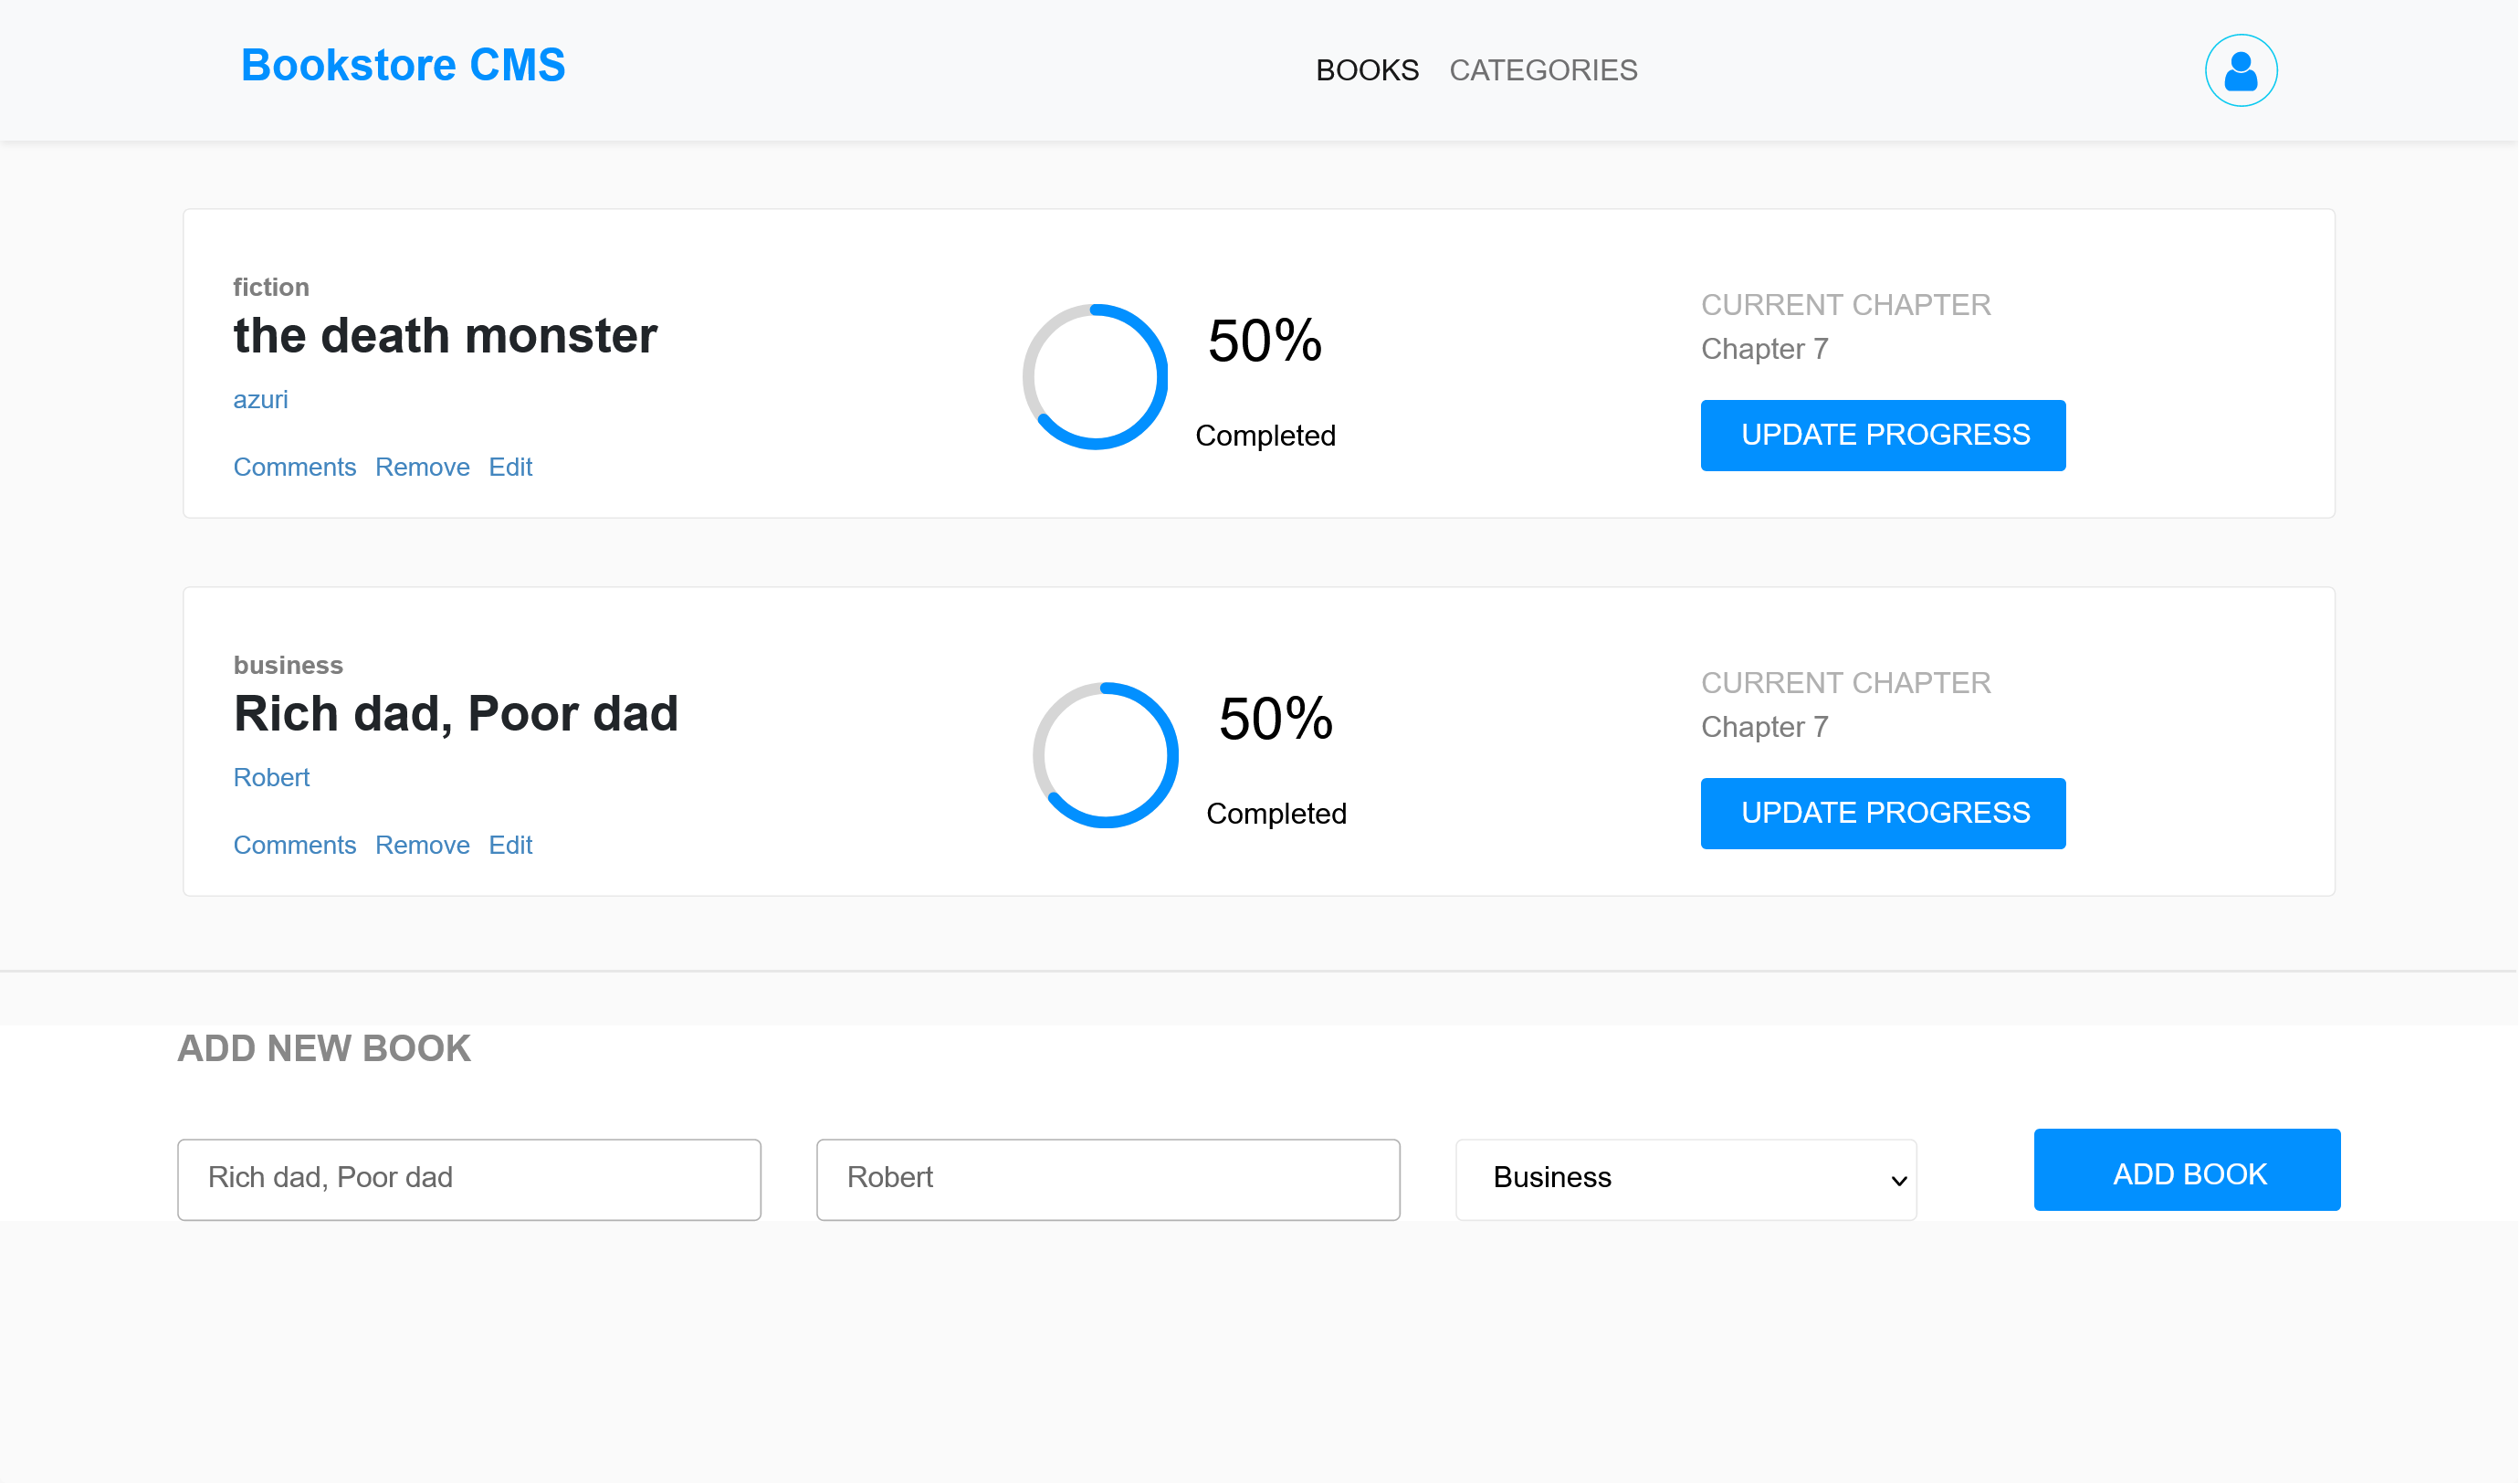 Bookstore CMS
BOOKS CATEGORIES
fiction
the death monster
azuri
Comments Remove Edit
50%
Completed
CURRENT CHAPTER
Chapter 7
UPDATE PROGRESS
business
Rich dad, Poor dad
Robert
Comments Remove Edit
50%
Completed
CURRENT CHAPTER
Chapter 7
UPDATE PROGRESS
ADD NEW BOOK
Rich dad, Poor dad
Robert
Business
ADD BOOK